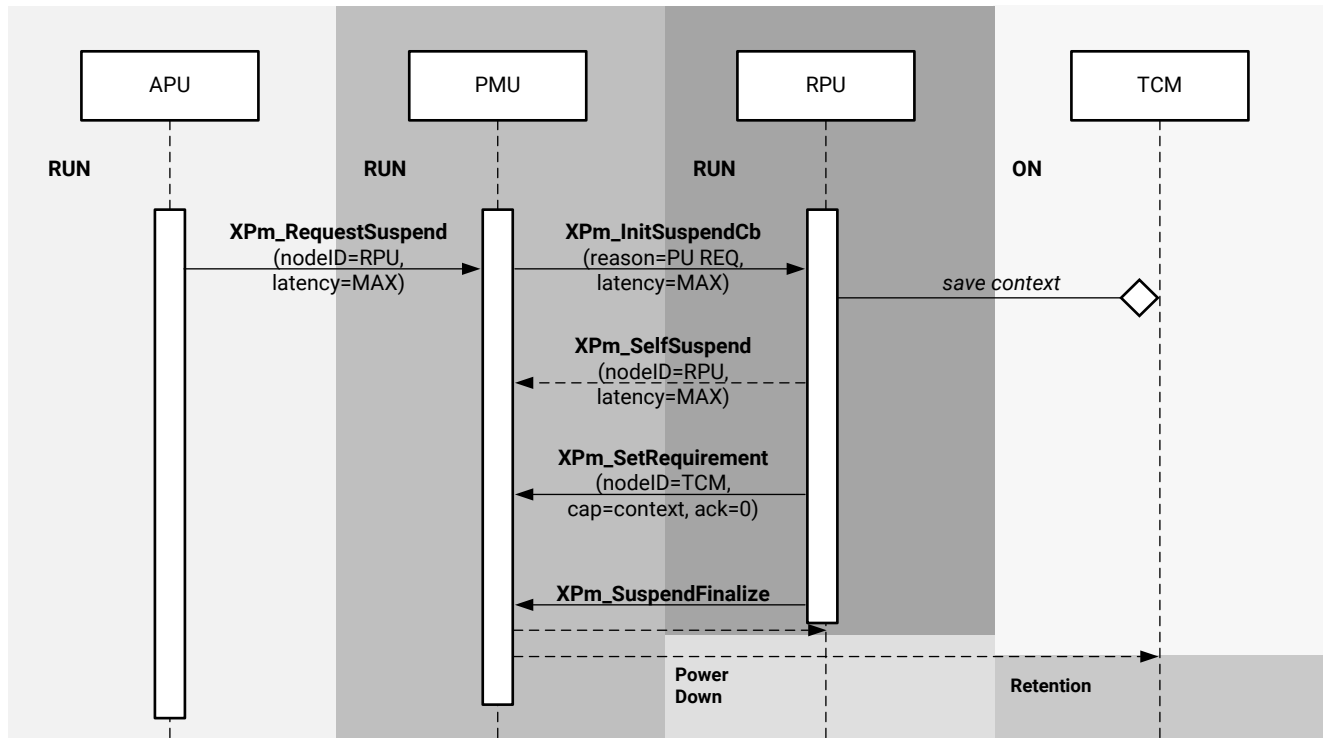 APU
PMU
RPU
TCM
RUN
RUN
RUN
ON
XPm_RequestSuspend
(nodeID=RPU,
latency=MAX)
XPm_InitSuspendCb
(reason=PU REQ,
latency=MAX)
save context
XPm_SelfSuspend
(nodeID=RPU,
latency=MAX)
XPm_SetRequirement
(nodeID=TCM,
cap=context, ack=0)
XPm_SuspendFinalize
Power
Down
Retention